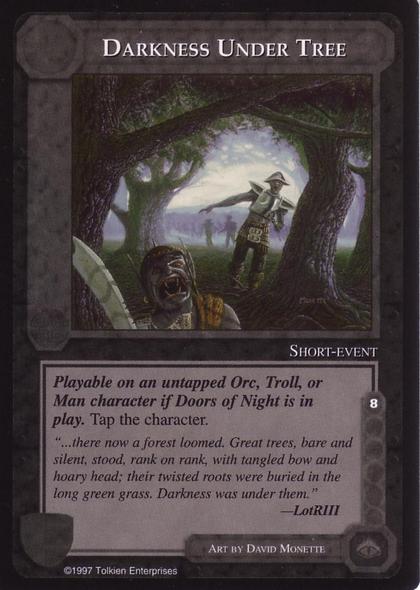 DARKNESS UNDER TREE
SHORT-EVENT
Playable on an untapped Orc, Troll, or
Man character if Doors of Night is in
play. Tap the character.
8
“...there now a forest loomed. Great trees, bare and
silent, stood, rank on rank, with tangled bow and
hoary head; their twisted roots were buried in the
long green grass. Darkness was under them.”
—LotRIII
ART BY DAVID MONETTE
©1997 Tolkien Enterprises